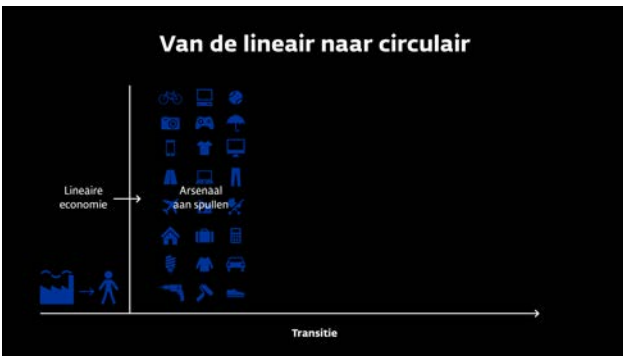 Van de lineair naar circulair
Lineaire
economie
Arsenaal
aan spullen
Transitie